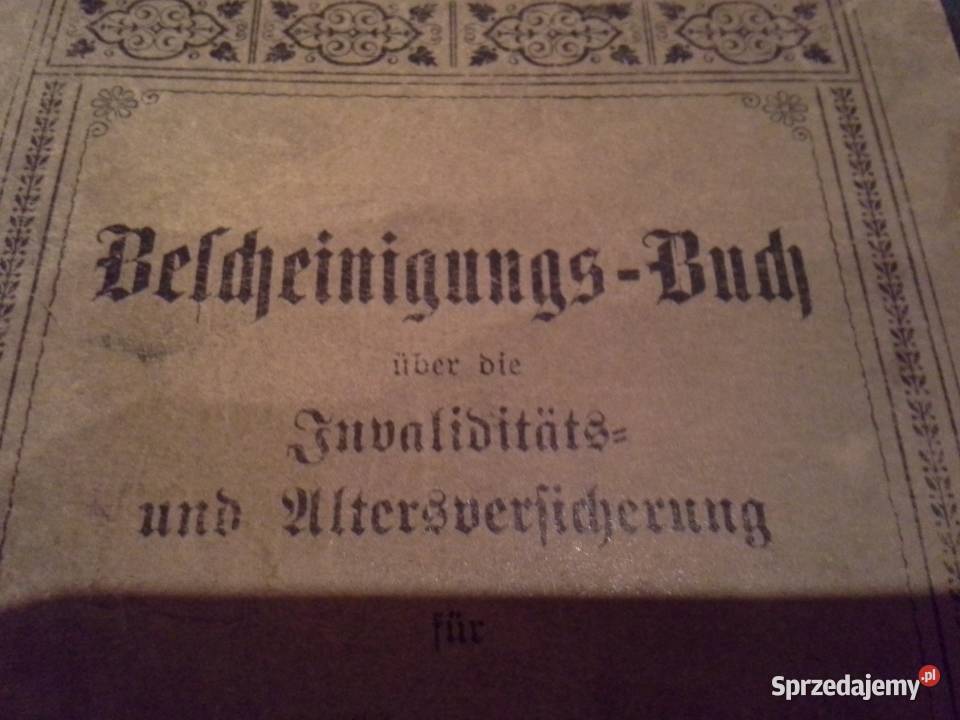 Bescheinigungs-Buch
über die
Invaliditäts-
und Altersversicherung
für
Sprzedajemy.pl